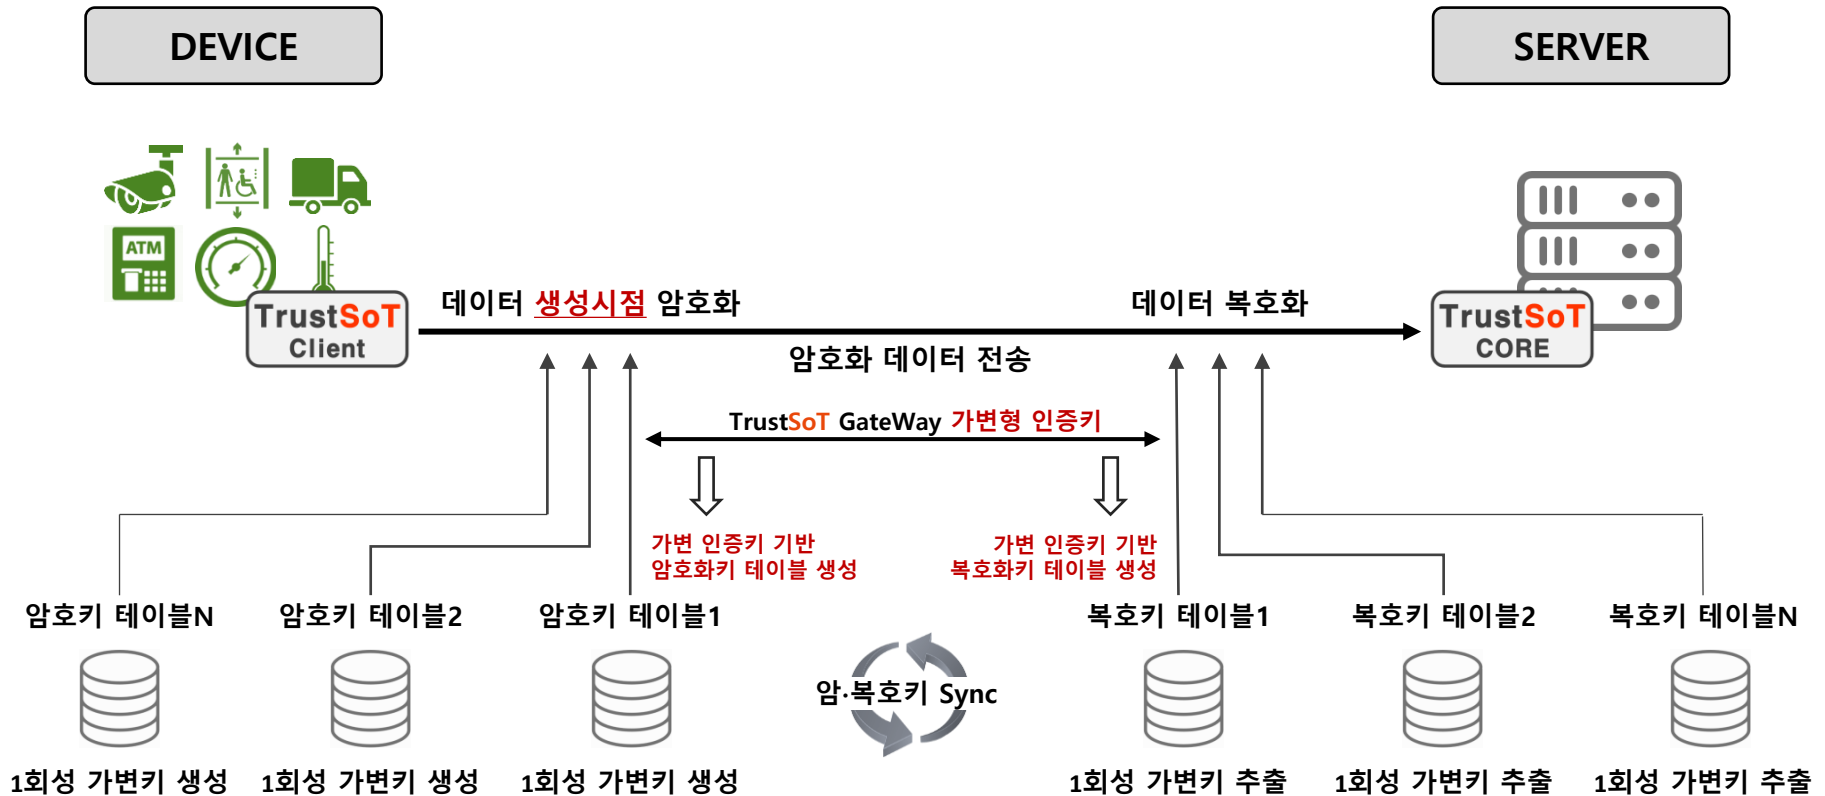 DEVICE
SERVER
ATM
TrustSoT
Client
데이터 생성시점 암호화
데이터 복호화
TrustSoT
CORE
암호화 데이터 전송
TrustSoT GateWay 가변형 인증키
가변 인증키 기반
암호화키 테이블 생성
가변 인증키 기반
복호화키 테이블 생성
암호키 테이블N
암호키 테이블2
암호키 테이블1
복호키 테이블1
복호키 테이블2
복호키 테이블N
암·복호키 Sync
1회성 가변키 생성
1회성 가변키 생성
1회성 가변키 생성
1회성 가변키 추출
1회성 가변키 추출
1회성 가변키 추출